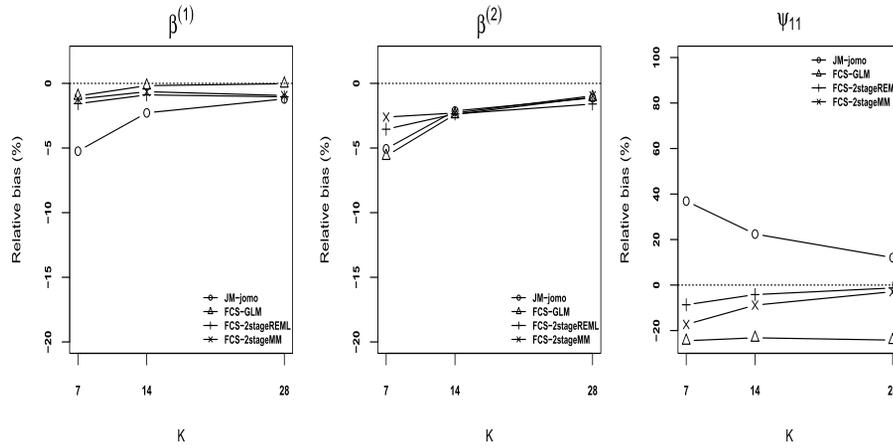 β(1)
Relative bias (%)
0
−5
−10
−15
−20
JM−jomo
FCS−GLM
FCS−2stageREML
FCS−2stageMM
7
14
28
K
β(2)
Relative bias (%)
0
−5
−10
−15
−20
JM−jomo
FCS−GLM
FCS−2stageREML
FCS−2stageMM
7
14
28
K
ψ11
Relative bias (%)
100
80
60
40
20
0
−20
JM−jomo
FCS−GLM
FCS−2stageREM
FCS−2stageMM
7
14
2
K